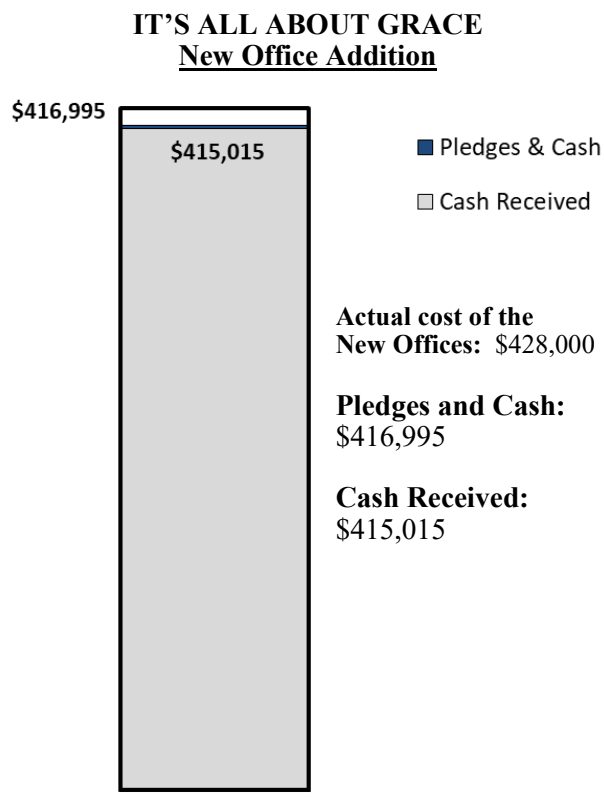 IT’S ALL ABOUT GRACE
New Office Addition
$416,995
$415,015
Pledges & Cash
Cash Received
Actual cost of the
New Offices: $428,000
Pledges and Cash:
$416,995
Cash Received:
$415,015